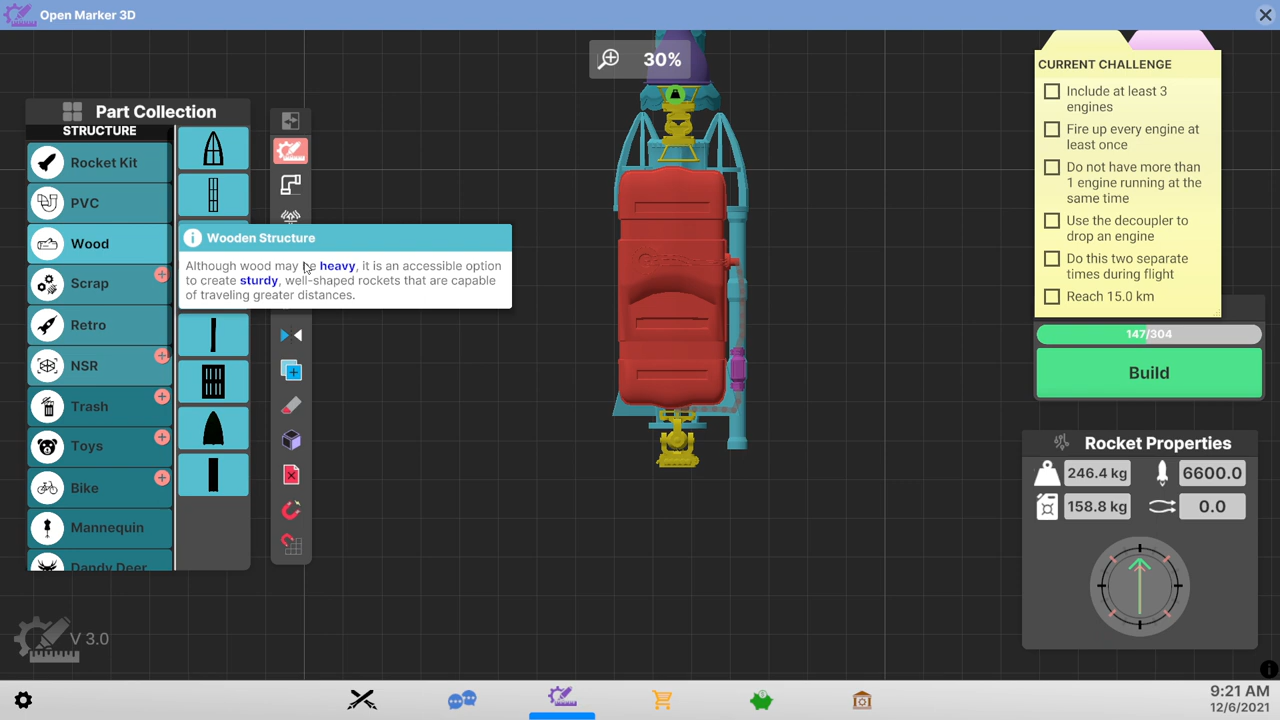 Open Marker 3D
30%
Part Collection
STRUCTURE
Rocket Kit
PVC
Wood
Scrap
Retro
NSR
Trash
Toys
Bike
Mannequin
Dandy Deer
Wooden Structure
Although wood may be heavy, it is an accessible option
to create sturdy, well-shaped rockets that are capable
of traveling greater distances.
CURRENT CHALLENGE
Include at least 3
engines
Fire up every engine at
least once
Do not have more than
1 engine running at the
same time
Use the decoupler to
drop an engine
Do this two separate
times during flight
Reach 15.0 km
147/304
Build
Rocket Properties
246.4 kg
6600.0
158.8 kg
0.0
V 3.0
9:21 AM
12/6/2021